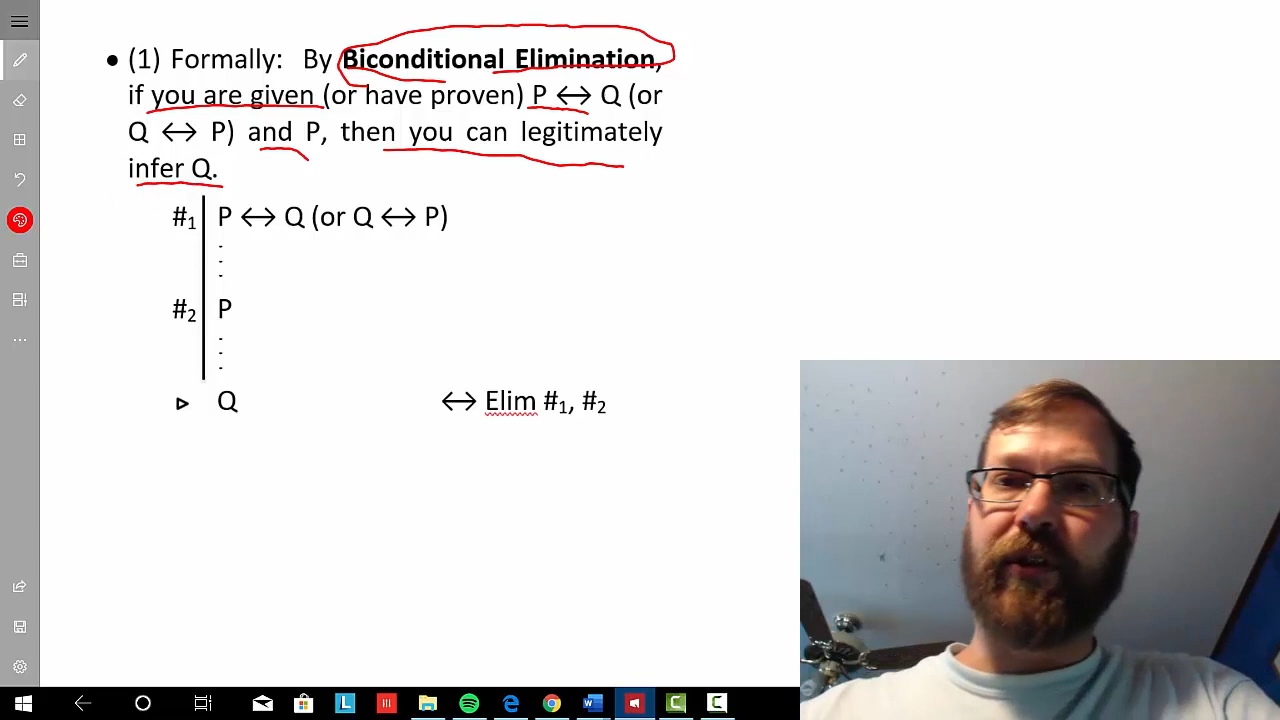 • (1) Formally: By Biconditional Elimination,
if you are given (or have proven) P ↔ Q (or
Q ↔ P) and P, then you can legitimately
infer Q.
#₁ P ↔ Q (or Q ↔ P)
#₂ P
▹ Q ↔ Elim #₁, #₂